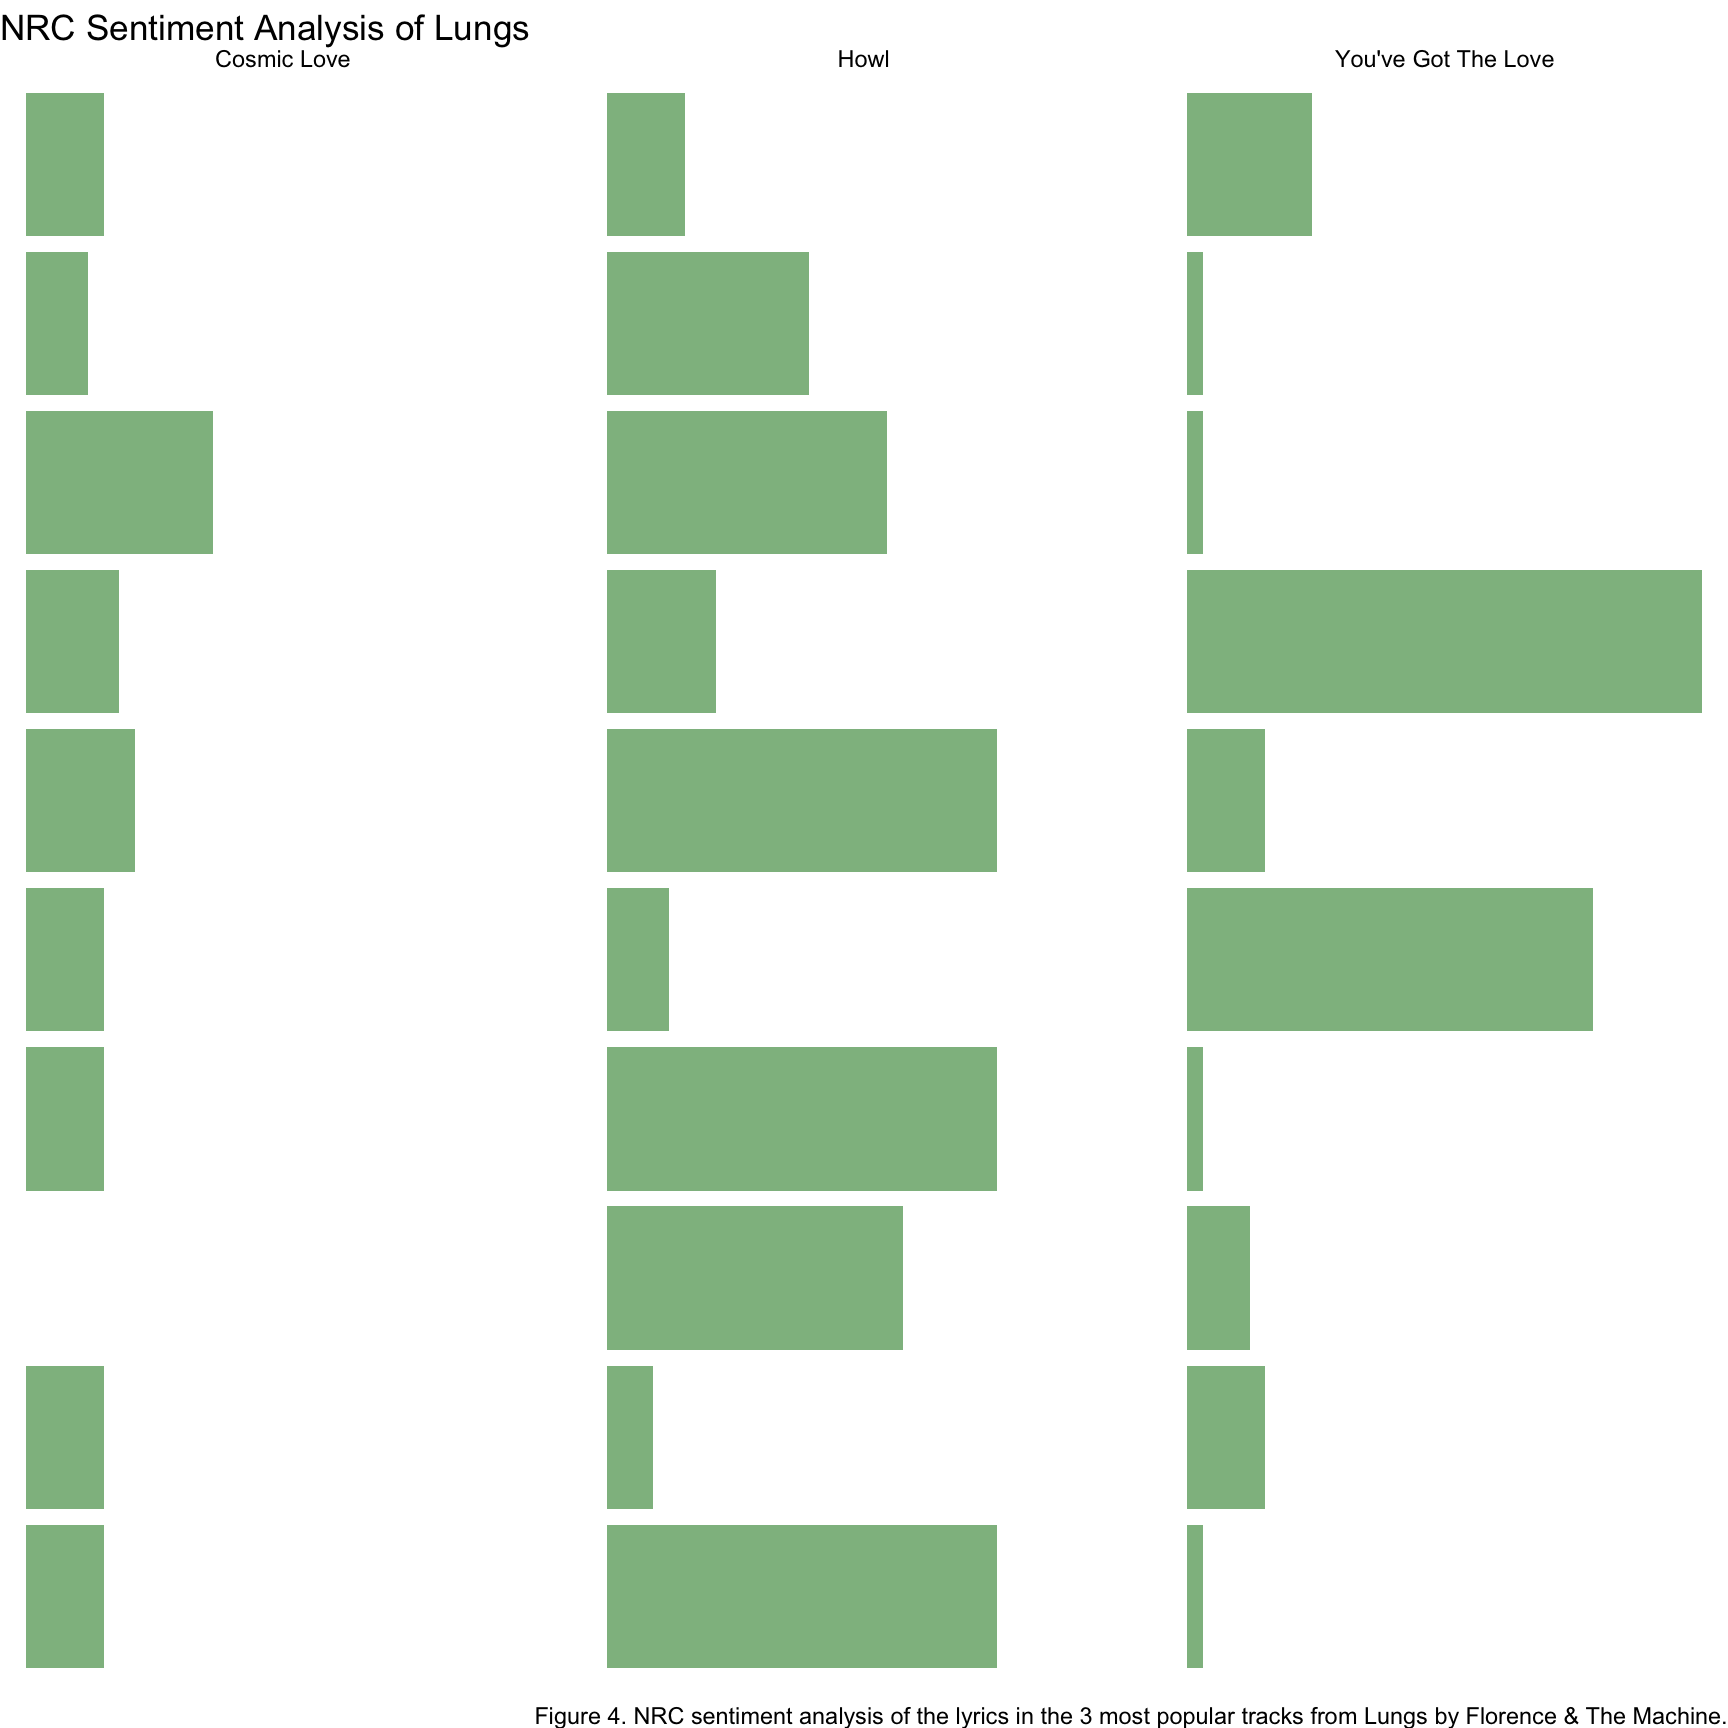 NRC Sentiment Analysis of Lungs
Cosmic Love
Howl
You've Got The Love
Figure 4. NRC sentiment analysis of the lyrics in the 3 most popular tracks from Lungs by Florence & The Machine.